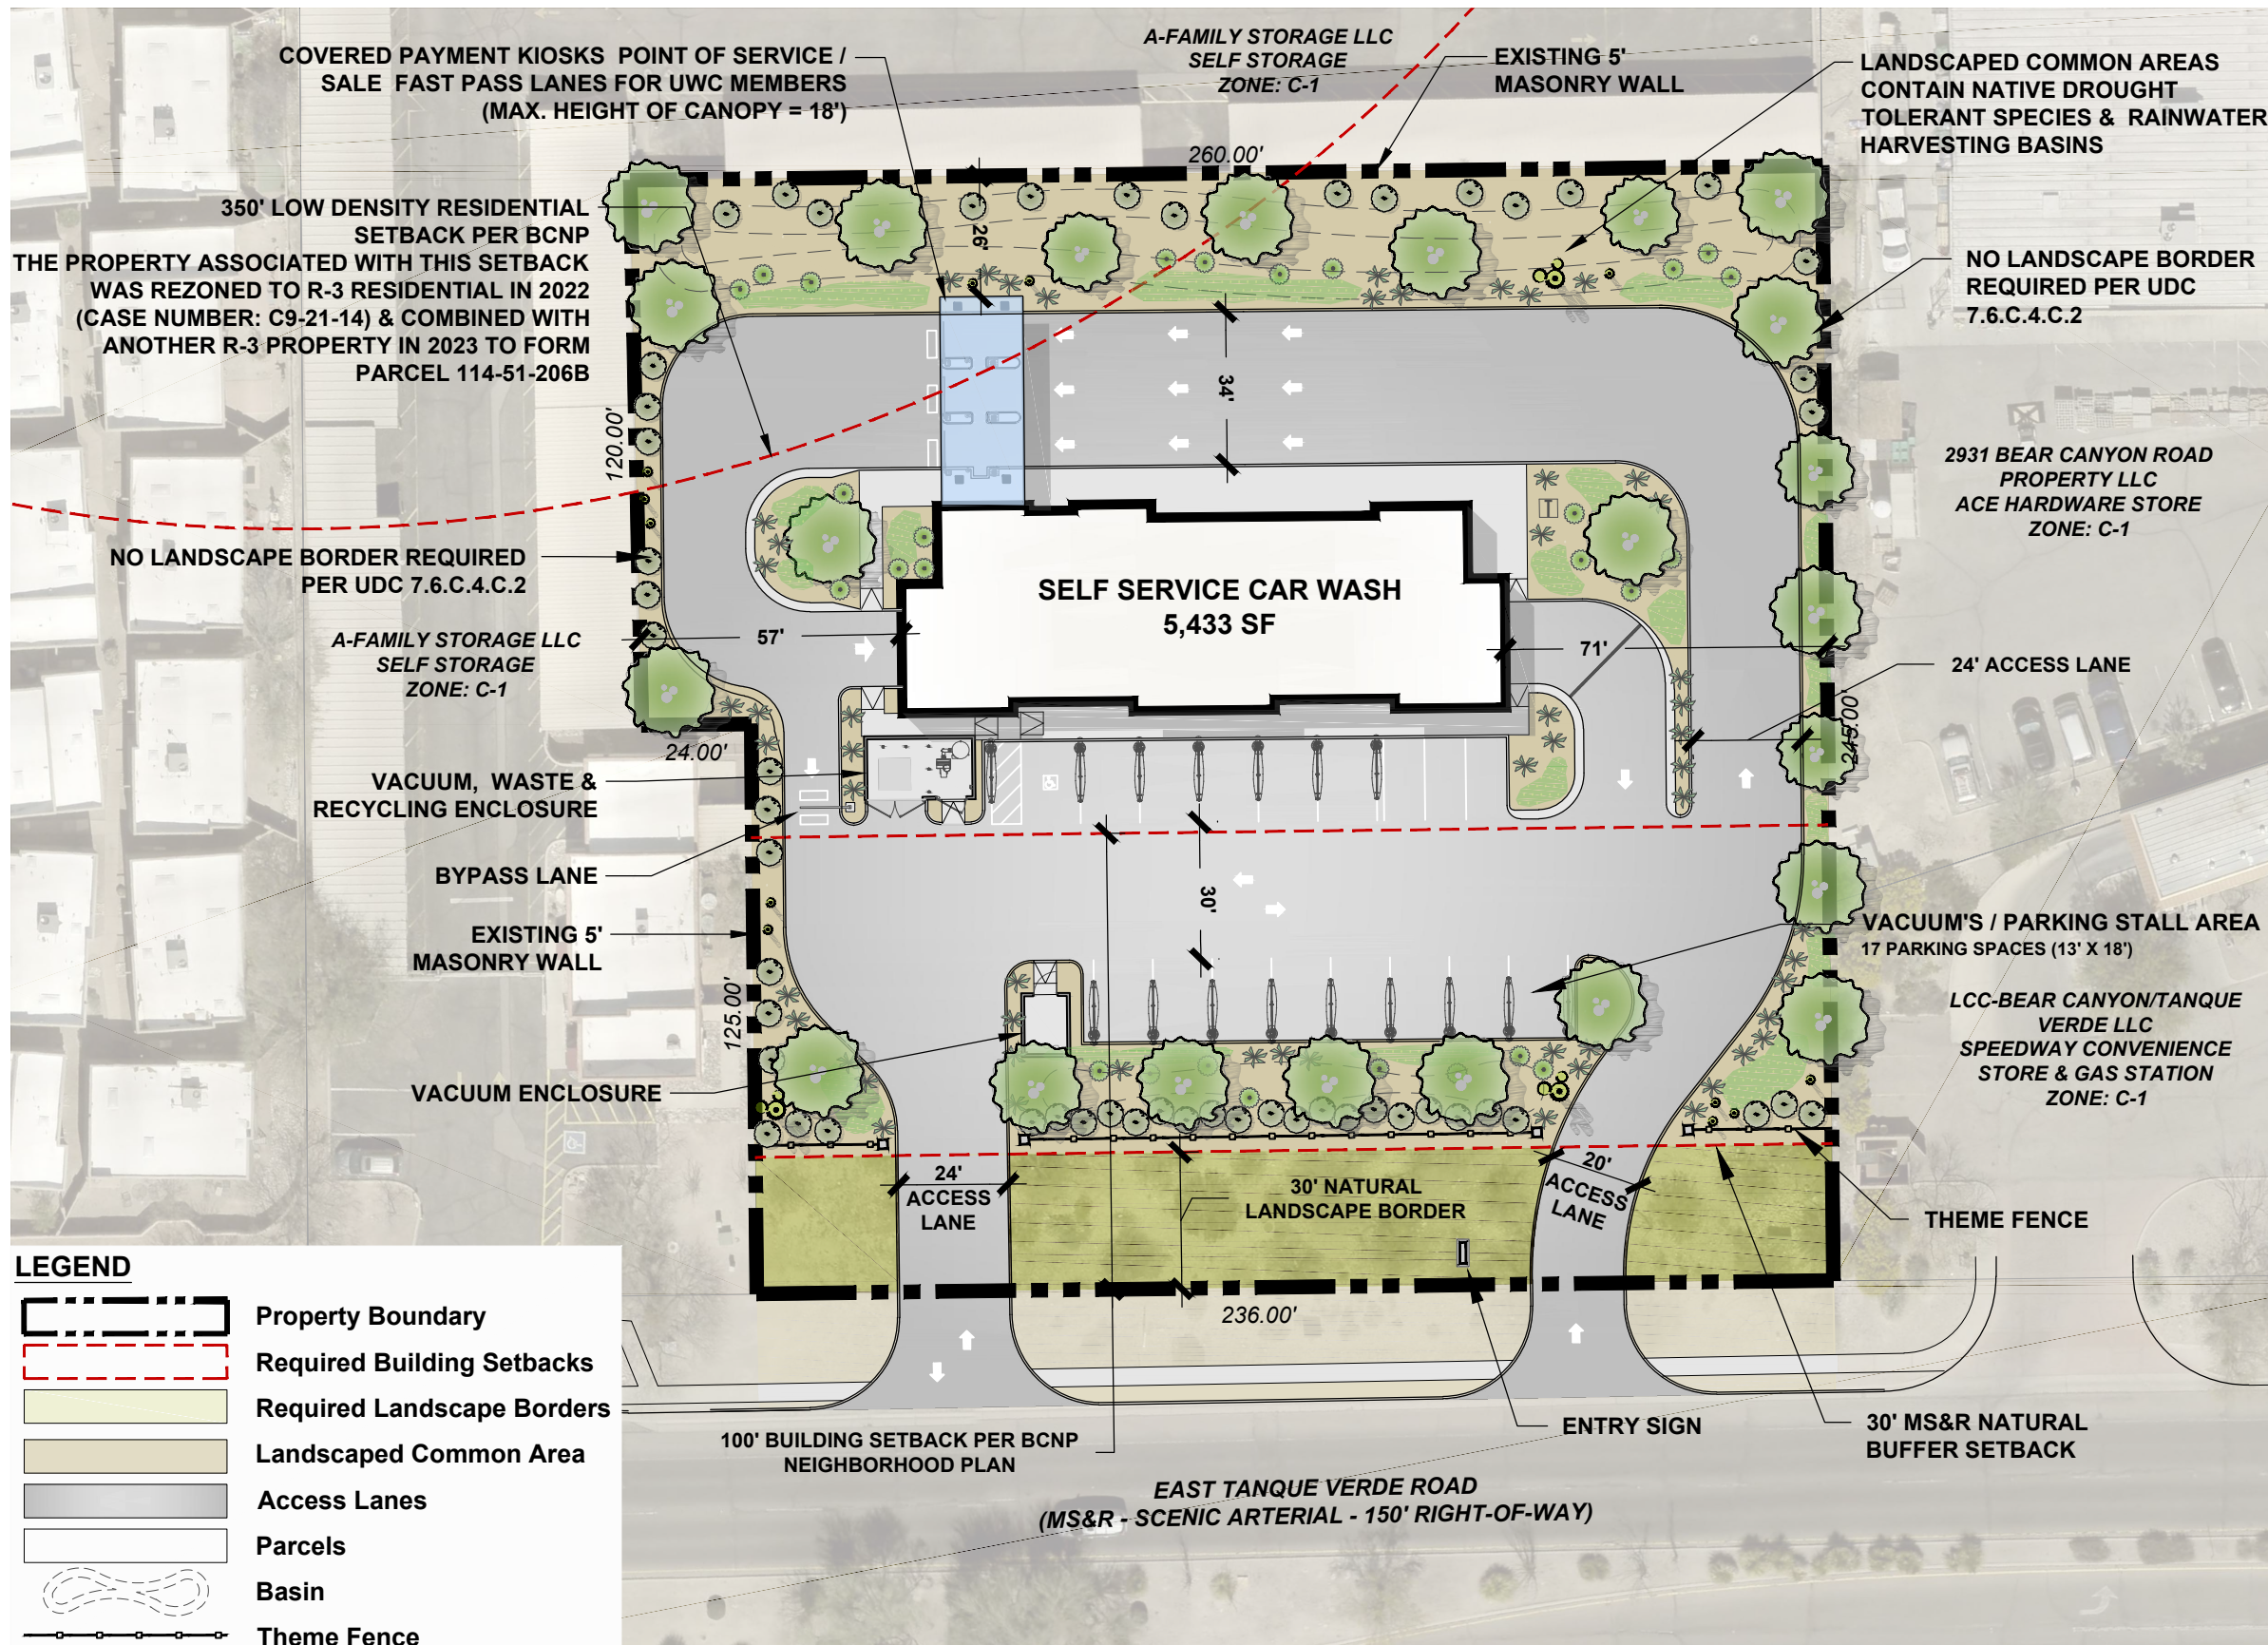 COVERED PAYMENT KIOSKS POINT OF SERVICE /
SALE FAST PASS LANES FOR UWC MEMBERS
(MAX. HEIGHT OF CANOPY = 18')
A-FAMILY STORAGE LLC
SELF STORAGE
ZONE: C-1
EXISTING 5'
MASONRY WALL
LANDSCAPED COMMON AREAS
CONTAIN NATIVE DROUGHT
TOLERANT SPECIES & RAINWATER
HARVESTING BASINS
260.00'
350' LOW DENSITY RESIDENTIAL
SETBACK PER BCNP
THE PROPERTY ASSOCIATED WITH THIS SETBACK
WAS REZONED TO R-3 RESIDENTIAL IN 2022
(CASE NUMBER: C9-21-14) & COMBINED WITH
ANOTHER R-3 PROPERTY IN 2023 TO FORM
PARCEL 114-51-206B
26'
NO LANDSCAPE BORDER
REQUIRED PER UDC
7.6.C.4.C.2
34'
120.00'
2931 BEAR CANYON ROAD
PROPERTY LLC
ACE HARDWARE STORE
ZONE: C-1
NO LANDSCAPE BORDER REQUIRED
PER UDC 7.6.C.4.C.2
SELF SERVICE CAR WASH
5,433 SF
A-FAMILY STORAGE LLC
SELF STORAGE
ZONE: C-1
57'
71'
24' ACCESS LANE
24.00'
245.00'
VACUUM, WASTE &
RECYCLING ENCLOSURE
BYPASS LANE
30'
EXISTING 5'
MASONRY WALL
VACUUM'S / PARKING STALL AREA
17 PARKING SPACES (13' X 18')
125.00'
LCC-BEAR CANYON/TANQUE
VERDE LLC
SPEEDWAY CONVENIENCE
STORE & GAS STATION
ZONE: C-1
VACUUM ENCLOSURE
24'
ACCESS
LANE
30' NATURAL
LANDSCAPE BORDER
20'
ACCESS
LANE
THEME FENCE
236.00'
LEGEND
Property Boundary
Required Building Setbacks
Required Landscape Borders
Landscaped Common Area
Access Lanes
Parcels
Basin
Theme Fence
100' BUILDING SETBACK PER BCNP
NEIGHBORHOOD PLAN
ENTRY SIGN
30' MS&R NATURAL
BUFFER SETBACK
EAST TANQUE VERDE ROAD
(MS&R - SCENIC ARTERIAL - 150' RIGHT-OF-WAY)